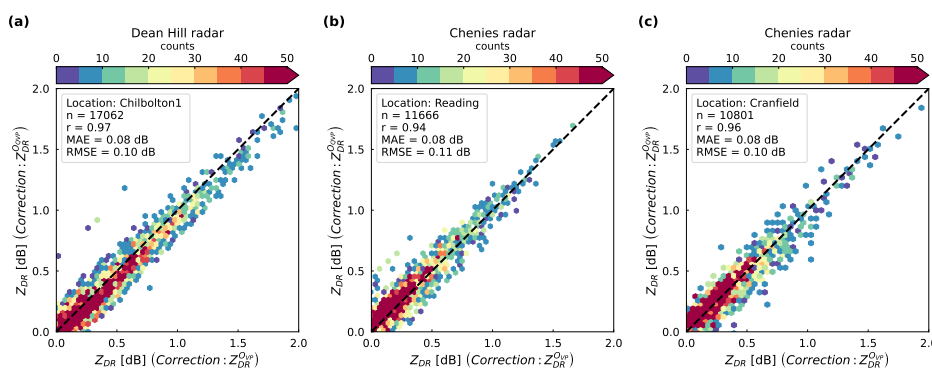 (a)
Dean Hill radar
counts
0 10 20 30 40 50
2.0
1.5
1.0
0.5
0.0
Z_DR [dB] (Correction: Z_DR^O_QVP)
Location: Chilbolton1
n = 17062
r = 0.97
MAE = 0.08 dB
RMSE = 0.10 dB
0.0 0.5 1.0 1.5 2.0
Z_DR [dB] (Correction: Z_DR^O_VP)
(b)
Chenies radar
counts
0 10 20 30 40 50
2.0
1.5
1.0
0.5
0.0
Z_DR [dB] (Correction: Z_DR^O_QVP)
Location: Reading
n = 11666
r = 0.94
MAE = 0.08 dB
RMSE = 0.11 dB
0.0 0.5 1.0 1.5 2.0
Z_DR [dB] (Correction: Z_DR^O_VP)
(c)
Chenies radar
counts
0 10 20 30 40 50
2.0
1.5
1.0
0.5
0.0
Z_DR [dB] (Correction: Z_DR^O_QVP)
Location: Cranfield
n = 10801
r = 0.96
MAE = 0.08 dB
RMSE = 0.10 dB
0.0 0.5 1.0 1.5
Z_DR [dB] (Correction: Z_DR^O_VP)